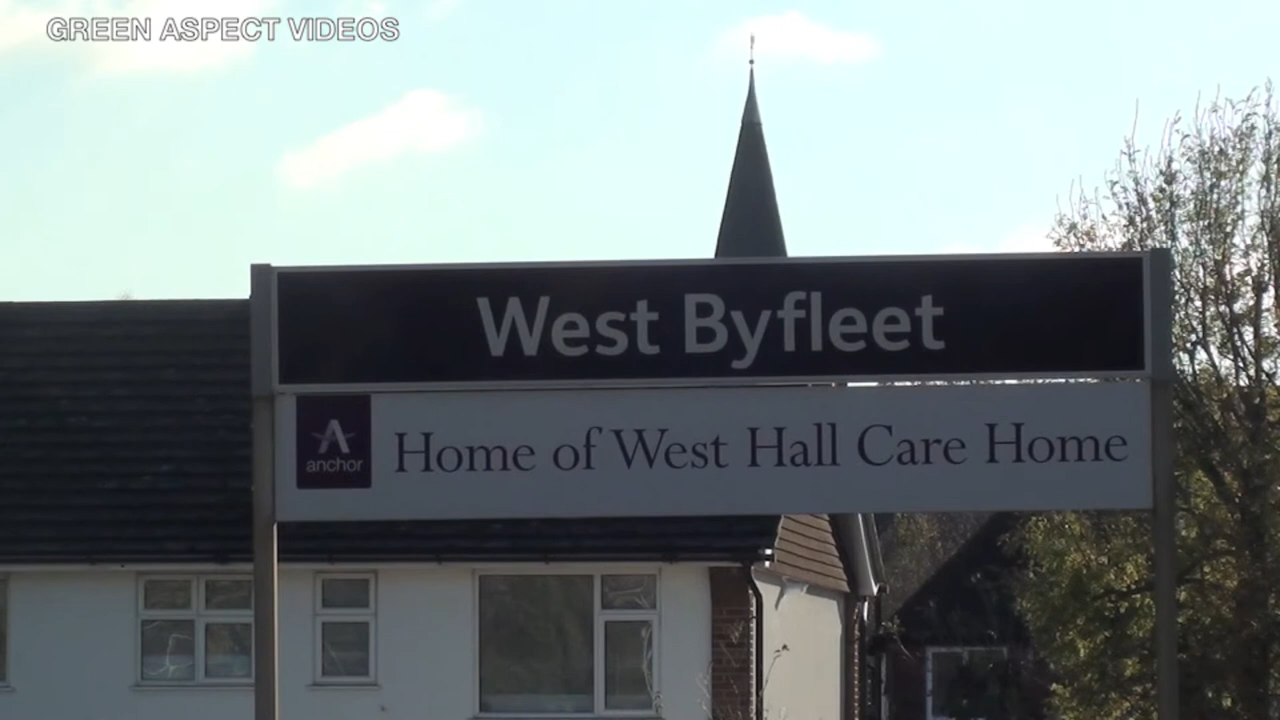 GREEN ASPECT VIDEOS
West Byfleet
A
anchor
Home of West Hall Care Home